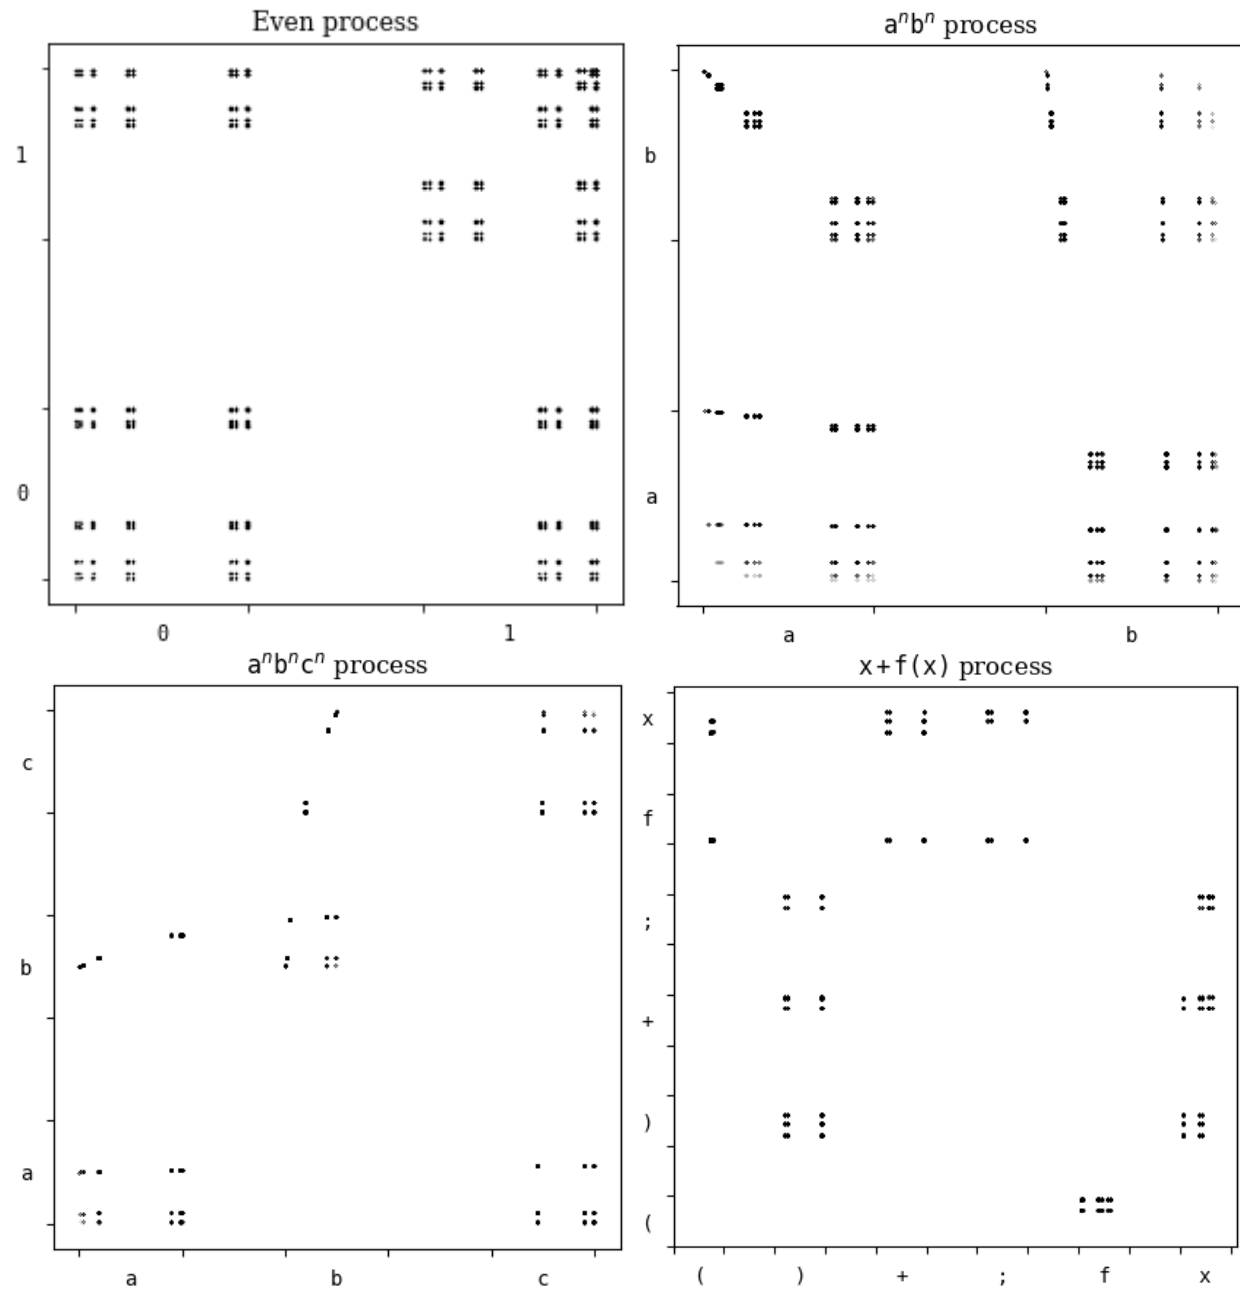 Even process
1
0
0 1
aⁿbⁿ process
b
a
a b
aⁿbⁿcⁿ process
c
b
a
a b c
x+f(x) process
x
f
;
+
)
(
( ) + ; f x